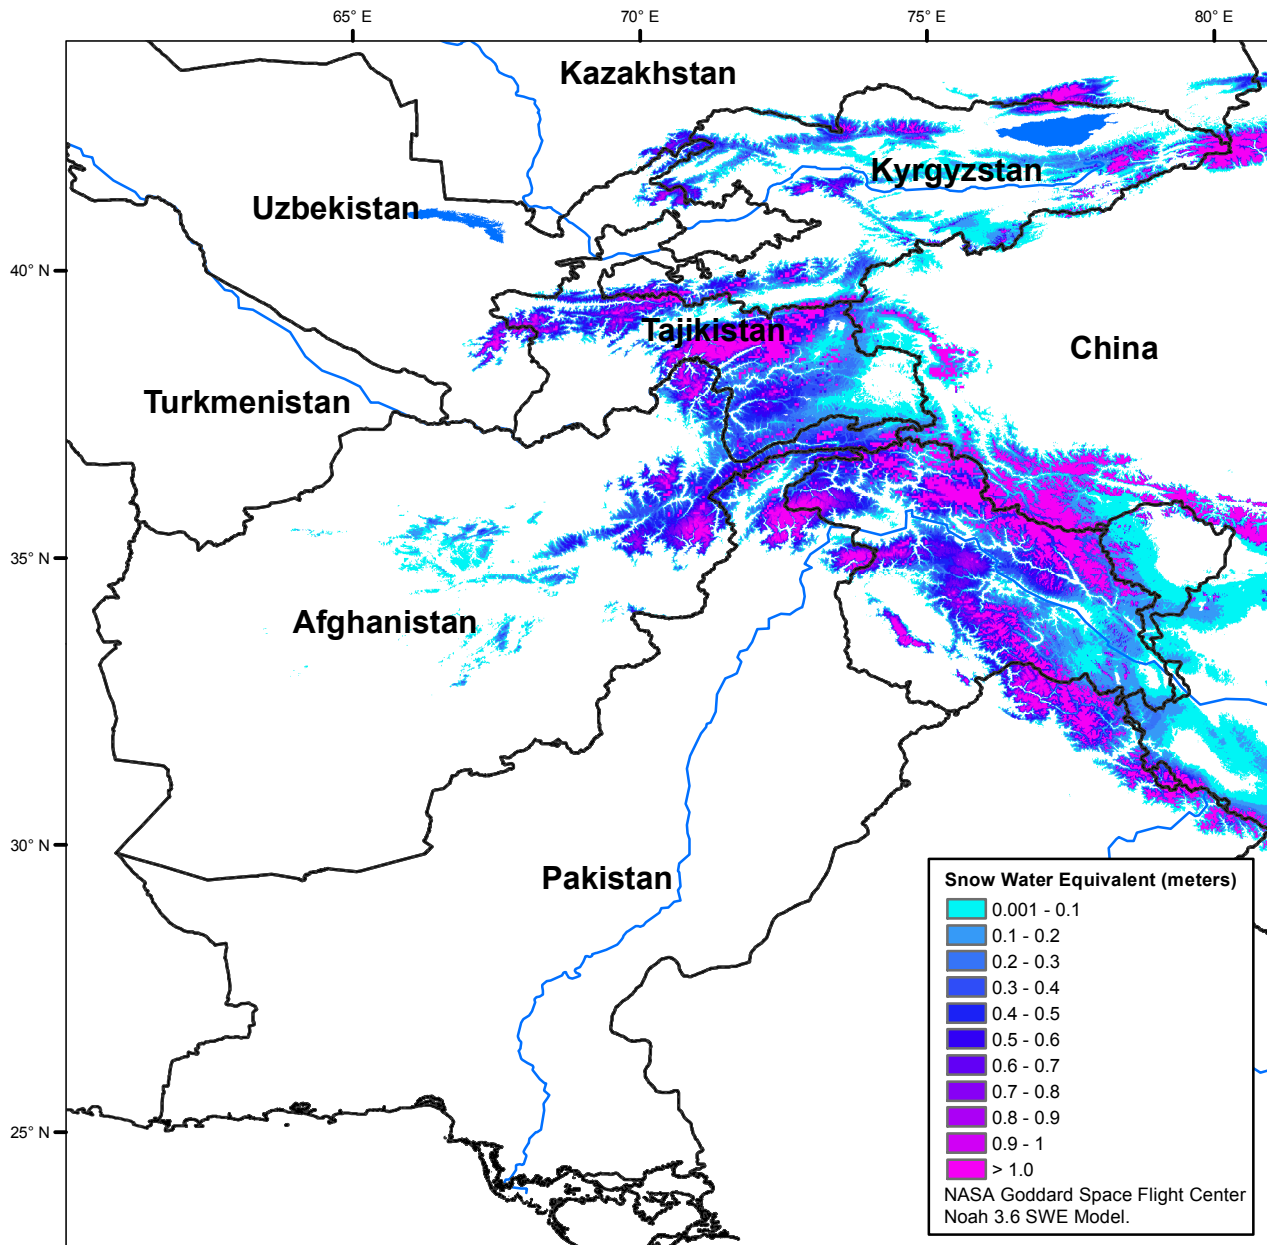 65° E
70° E
75° E
80° E
Kazakhstan
Kyrgyzstan
Uzbekistan
40° N
Tajikistan
China
Turkmenistan
35° N
Afghanistan
30° N
Pakistan
25° N
Snow Water Equivalent (meters)
0.001 - 0.1
0.1 - 0.2
0.2 - 0.3
0.3 - 0.4
0.4 - 0.5
0.5 - 0.6
0.6 - 0.7
0.7 - 0.8
0.8 - 0.9
0.9 - 1
> 1.0
NASA Goddard Space Flight Center
Noah 3.6 SWE Model.